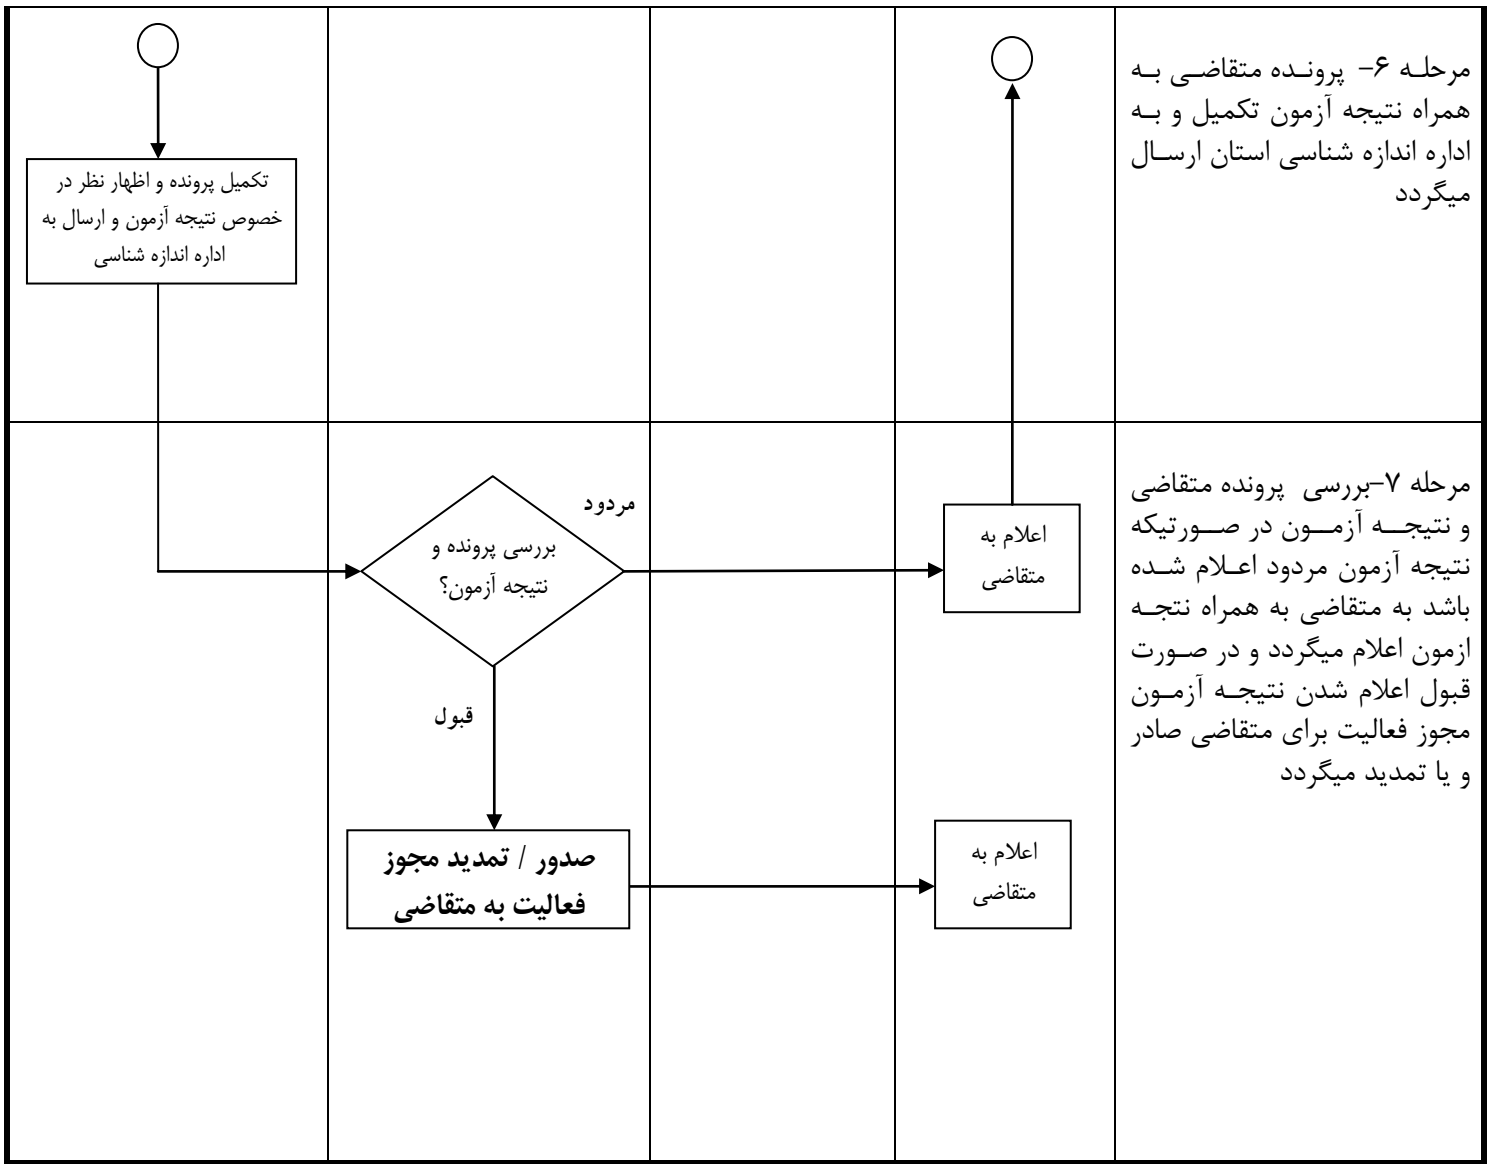 مرحله ۶- پرونده متقاضی به
همراه نتیجه آزمون تکمیل و به
اداره اندازه شناسی استان ارسال
میگردد
تکمیل پرونده و اظهار نظر در
خصوص نتیجه آزمون و ارسال به
اداره اندازه شناسی
مرحله ۷-بررسی پرونده متقاضی
و نتیجه آزمون در صورتیکه
نتیجه آزمون مردود اعلام شده
باشد به متقاضی به همراه نتجه
ازمون اعلام میگردد و در صورت
قبول اعلام شدن نتیجه آزمون
مجوز فعالیت برای متقاضی صادر
و یا تمدید میگردد
اعلام به
متقاضی
مردود
بررسی پرونده و
نتیجه آزمون؟
قبول
صدور / تمدید مجوز
فعالیت به متقاضی
اعلام به
متقاضی